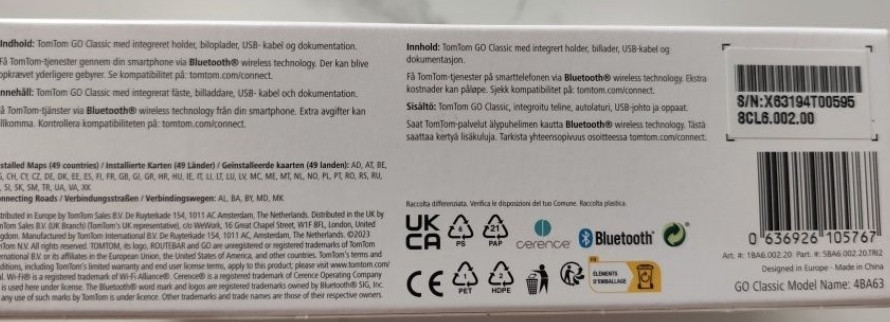 Indhold: TomTom GO Classic med integreret holder, biloplader, USB- kabel og dokumentation.
Få TomTom-tjenester gennem din smartphone via Bluetooth® wireless technology. Der kan blive
opkrævet yderligere gebyrer. Se kompatibilitet på: tomtom.com/connect.
Innehåll: TomTom GO Classic med integrerat fäste, billaddare, USB- kabel och dokumentation.
TomTom-tjänster via Bluetooth® wireless technology från din smartphone. Extra avgifter kan
tillkomma. Kontrollera kompatibiliteten på: tomtom.com/connect.
Installed Maps (49 countries) / Installierte Karten (49 Länder) / Geïnstalleerde kaarten (49 landen): AD, AT, BE,
CH, CY, CZ, DE, DK, EE, ES, FI, FR, GB, GI, GR, HR, HU, IE, IT, LI, LT, LU, LV, MC, ME, MT, NL, NO, PL, PT, RO, RS, RU,
SI, SK, SM, TR, UA, VA, XK
Connecting Roads / Verbindungsstraßen / Verbindingswegen: AL, BA, BY, MD, MK
Distributed in Europe by TomTom Sales B.V. De Ruyterkade 154, 1011 AC Amsterdam, The Netherlands. Distributed in the UK by
TomTom Sales B.V. (UK Branch) (TomTom's UK representative), c/o WeWork, 16 Great Chapel Street, W1F 8FL, London, United
Kingdom. Manufactured by TomTom International B.V. De Ruyterkade 154, 1011 AC Amsterdam, The Netherlands. ©2023
TomTom N.V. All rights reserved. TOMTOM, its logo, ROUTEBAR and GO are unregistered or registered trademarks of TomTom
International B.V. or its affiliates in the European Union, the United States of America, and other countries. TomTom's terms and
conditions, including TomTom's limited warranty and end user license terms, apply to this product; please visit www.tomtom.com/
legal. Wi-Fi® is a registered trademark of Wi-Fi Alliance®. Cerence® is a registered trademark of Cerence Operating Company
is used here under license. The Bluetooth® word mark and logos are registered trademarks owned by Bluetooth® SIG, Inc.
any use of such marks by TomTom is under licence. Other trademarks and trade names are those of their respective owners.
Innhold: TomTom GO Classic med integrert holder, billader, USB-kabel og
dokumentasjon.
Få TomTom-tjenester på smarttelefonen via Bluetooth® wireless technology. Ekstra
kostnader kan påløpe. Sjekk kompatibilitet på: tomtom.com/connect.
Sisältö: TomTom GO Classic, integroitu teline, autolaturi, USB-johto ja oppaat.
Saat TomTom-palvelut älypuhelimen kautta Bluetooth® wireless technology. Tästä
saattaa kertyä lisäkuluja. Tarkista yhteensopivuus osoitteessa tomtom.com/connect.
Raccolta differenziata. Verifica le disposizioni del tuo Comune. Raccolta plastica.
UK
CA
6
PS
21
PAP
cerence
Bluetooth®
CE
1
PET
2
HDPE
FR
ÉLÉMENTS
D'EMBALLAGE
S/N:X63194T00595
8CL6.002.00
0 636926 105767
Art. #: 1BA6.002.20 Part. #: 5BA6.002.20.TRE2
Designed in Europe · Made in China
GO Classic Model Name: 4BA63